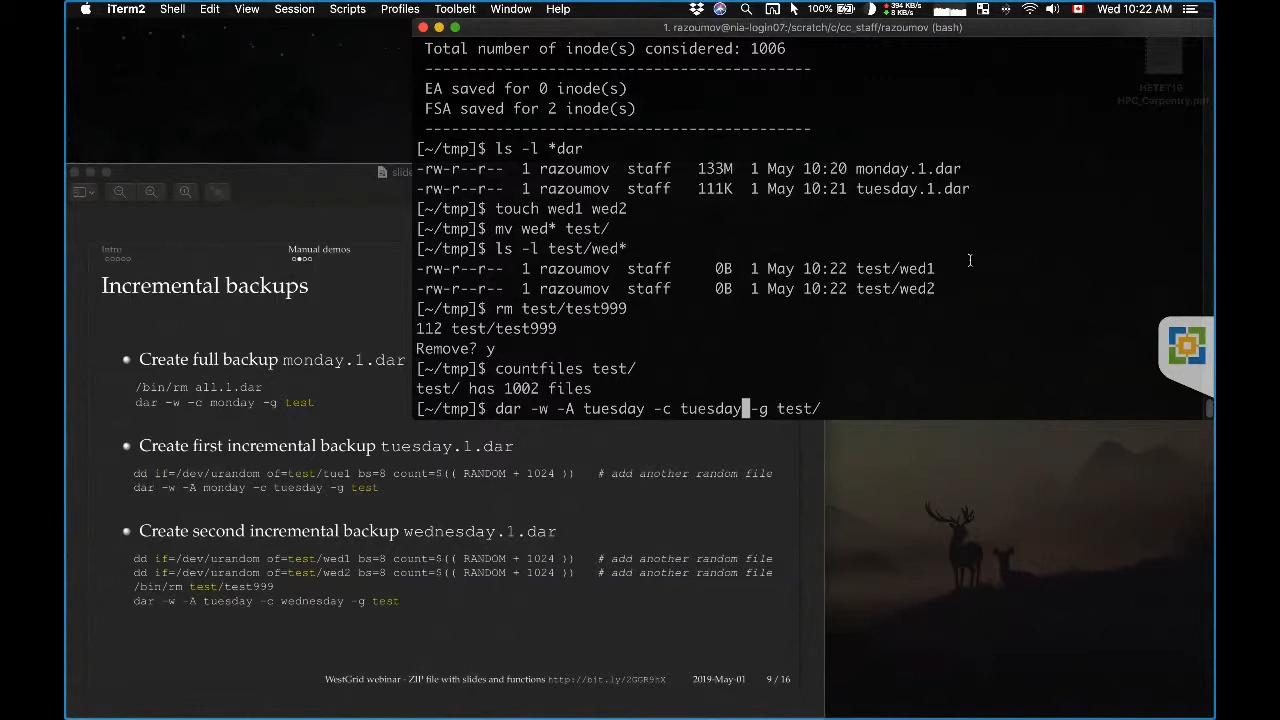 iTerm2 Shell Edit View Session Scripts Profiles Toolbelt Window Help 100% 394 KB/s 8 KB/s Wed 10:22 AM
1. razoumov@nia-login07:/scratch/c/cc_staff/razoumov (bash)
Total number of inode(s) considered: 1006
--------------------------------------------
EA saved for 0 inode(s)
FSA saved for 2 inode(s)
--------------------------------------------
[~/tmp]$ ls -l *dar
-rw-r--r-- 1 razoumov staff 133M 1 May 10:20 monday.1.dar
-rw-r--r-- 1 razoumov staff 111K 1 May 10:21 tuesday.1.dar
[~/tmp]$ touch wed1 wed2
[~/tmp]$ mv wed* test/
[~/tmp]$ ls -l test/wed*
-rw-r--r-- 1 razoumov staff 0B 1 May 10:22 test/wed1
-rw-r--r-- 1 razoumov staff 0B 1 May 10:22 test/wed2
[~/tmp]$ rm test/test999
112 test/test999
Remove? y
[~/tmp]$ countfiles test/
test/ has 1002 files
[~/tmp]$ dar -w -A tuesday -c tuesday -g test/
HETET19
HPC_Carpentry.pdf
slide
Intro
Manual demos
Incremental backups
Create full backup monday.1.dar
/bin/rm all.1.dar
dar -w -c monday -g test
Create first incremental backup tuesday.1.dar
dd if=/dev/urandom of=test/tue1 bs=8 count=$(( RANDOM + 1024 )) # add another random file
dar -w -A monday -c tuesday -g test
Create second incremental backup wednesday.1.dar
dd if=/dev/urandom of=test/wed1 bs=8 count=$(( RANDOM + 1024 )) # add another random file
dd if=/dev/urandom of=test/wed2 bs=8 count=$(( RANDOM + 1024 )) # add another random file
/bin/rm test/test999
dar -w -A tuesday -c wednesday -g test
WestGrid webinar - ZIP file with slides and functions http://bit.ly/2GGR9hX 2019-May-01 9 / 16